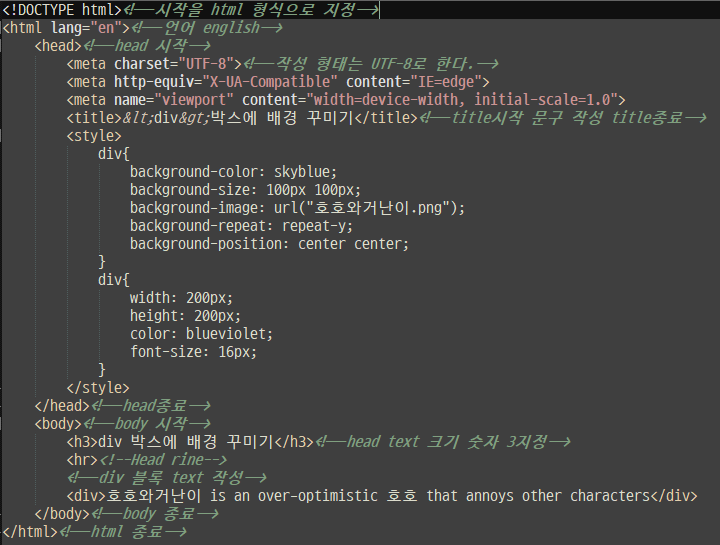 <!DOCTYPE html><!--시작을 html 형식으로 지정-->
<html lang="en"><!--언어 english-->
<head><!--head 시작-->
<meta charset="UTF-8"><!--작성 형태는 UTF-8로 한다.-->
<meta http-equiv="X-UA-Compatible" content="IE=edge">
<meta name="viewport" content="width=device-width, initial-scale=1.0">
<title>&lt;div&gt;박스에 배경 꾸미기</title><!--title시작 문구 작성 title종료-->
<style>
div{
background-color: skyblue;
background-size: 100px 100px;
background-image: url("호호와거난이.png");
background-repeat: repeat-y;
background-position: center center;
}
div{
width: 200px;
height: 200px;
color: blueviolet;
font-size: 16px;
}
</style>
</head><!--head종료-->
<body><!--body 시작-->
<h3>div 박스에 배경 꾸미기</h3><!--head text 크기 숫자 3지정-->
<hr><!--Head rine-->
<!--div 블록 text 작성-->
<div>호호와거난이 is an over-optimistic 호호 that annoys other characters</div>
</body><!--body 종료-->
</html><!--html 종료-->